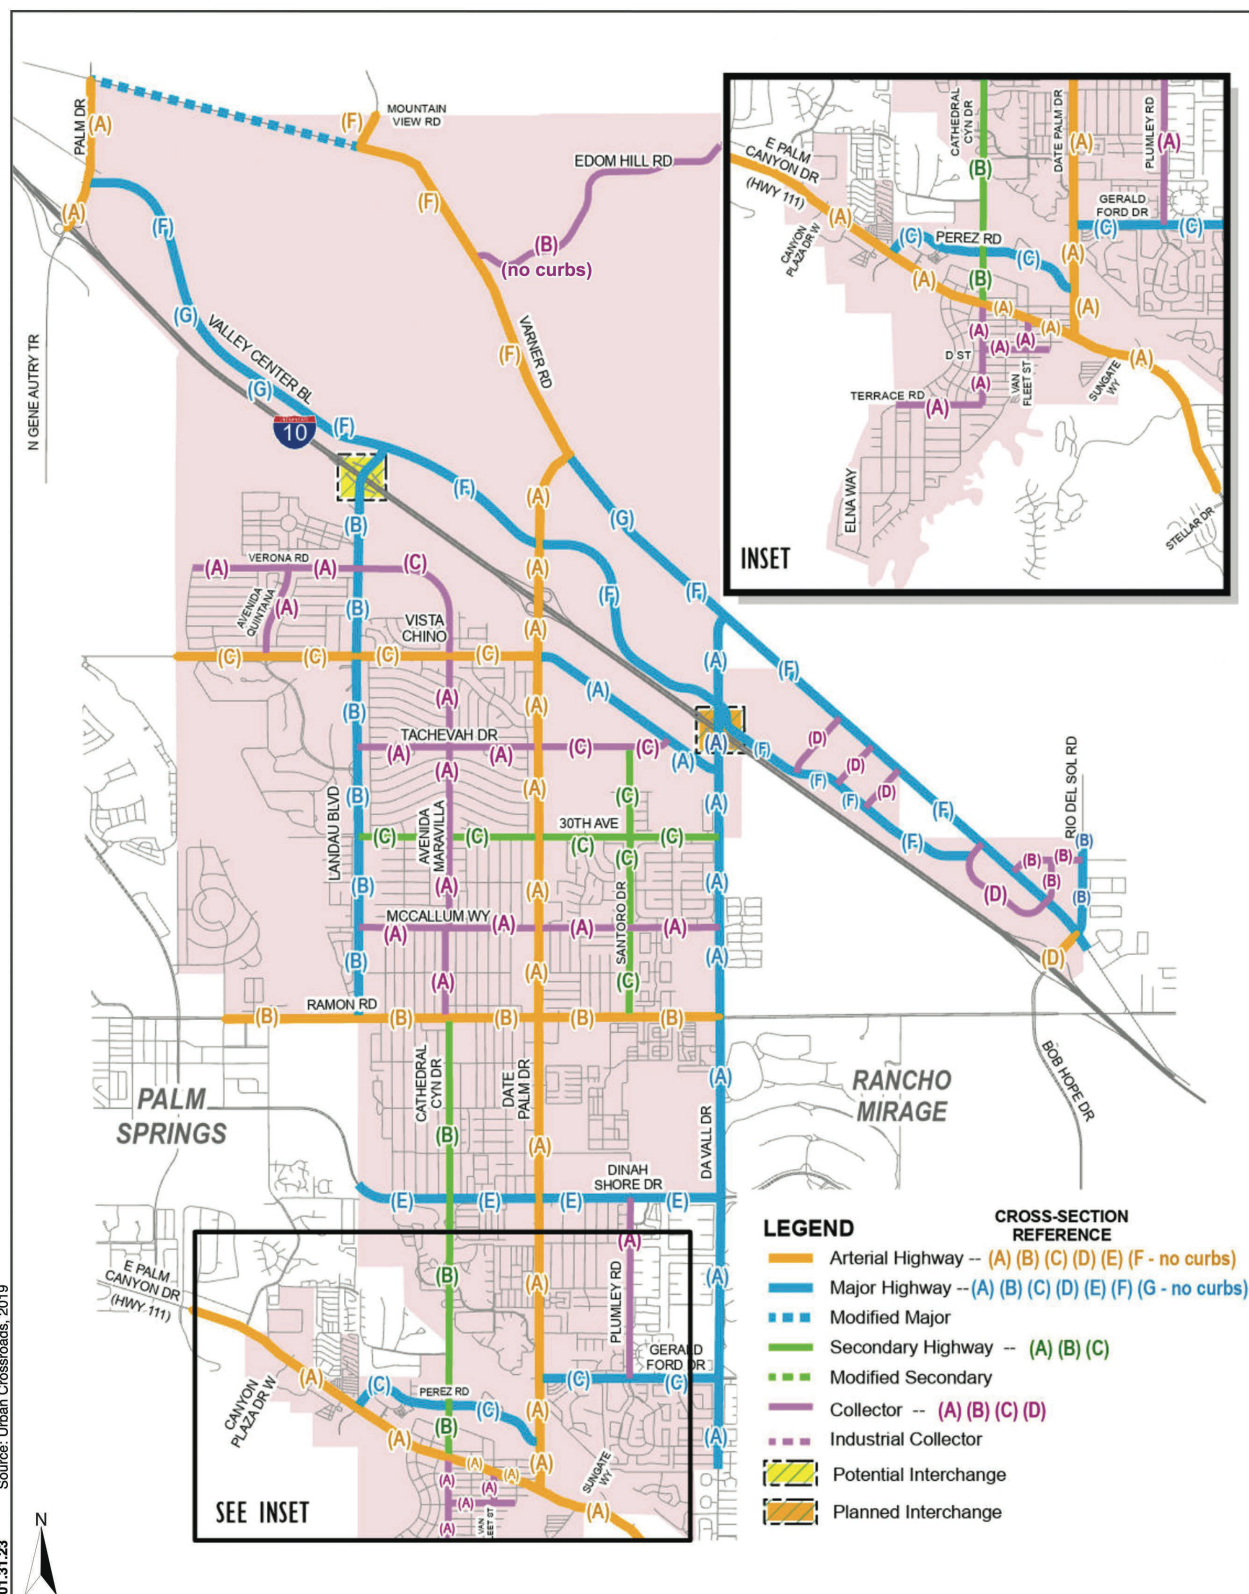 PALM DR
(A)
(A)
(F)
MOUNTAIN
VIEW RD
EDOM HILL RD
(F)
(F)
(B)
(no curbs)
(G)
(F)
VARNER RD
VALLEY CENTER BL
(G)
N GENE AUTRY TR
10
(F)
(F)
(A)
(G)
(B)
VERONA RD
(A)
(A)
(C)
(A)
(F)
(F)
AVENIDA
QUINTANA
(A)
(B)
VISTA
CHINO
(A)
(C)
(C)
(C)
(C)
(A)
(F)
(A)
(A)
(A)
(B)
TACHEVAH DR
(A)
(A)
(C)
(C)
(A)
(A)
(F)
(D)
(D)
(D)
(F)
(F)
(F)
(F)
(A)
(A)
(B)
LANDAU BLVD
AVENIDA
MARAVILLA
(C)
(A)
30TH AVE
(C)
(C)
(C)
(C)
(C)
RIO DEL SOL RD
(B)
(B)
(B)
(B)
(B)
(D)
(B)
(A)
(A)
(A)
MCCALLUM WY
(A)
(A)
(A)
(A)
SANTORO DR
(B)
(A)
(A)
(C)
(A)
(D)
RAMON RD
(B)
(B)
(B)
(B)
(B)
BOB HOPE DR
CATHEDRAL
CYN DR
DATE
PALM DR
(A)
PALM
SPRINGS
RANCHO
MIRAGE
(B)
(A)
DA VALL DR
DINAH
SHORE DR
(E)
(E)
(E)
(E)
(A)
E PALM
CANYON DR
(HWY 111)
(B)
(A)
PLUMLEY RD
(A)
GERALD
FORD DR
CANYON
PLAZA DR W
(A)
(C)
PEREZ RD
(C)
(C)
(C)
(A)
(B)
(A)
(A)
(A)
(A)
(A)
(A)
(A)
(A)
(A)
SUNGATE
WY
(A)
SEE INSET
E PALM
CANYON DR
(HWY 111)
CATHEDRAL
CYN DR
DATE PALM DR
PLUMLEY RD
(A)
(A)
(B)
GERALD
FORD DR
(C)
(C)
CANYON
PLAZA DR W
(A)
(C)
PEREZ RD
(C)
(A)
(A)
(B)
(A)
(A)
(A)
(A)
(A)
(A)
(A)
D ST
VAN
FLEET ST
(A)
SUNGATE
WY
TERRACE RD
(A)
(A)
ELNA WAY
STELLAR DR
INSET
LEGEND
CROSS-SECTION
REFERENCE
Arterial Highway -- (A) (B) (C) (D) (E) (F - no curbs)
Major Highway -- (A) (B) (C) (D) (E) (F) (G - no curbs)
Modified Major
Secondary Highway -- (A) (B) (C)
Modified Secondary
Collector -- (A) (B) (C) (D)
Industrial Collector
Potential Interchange
Planned Interchange
Source: Urban Crossroads, 2019
01.31.23
N